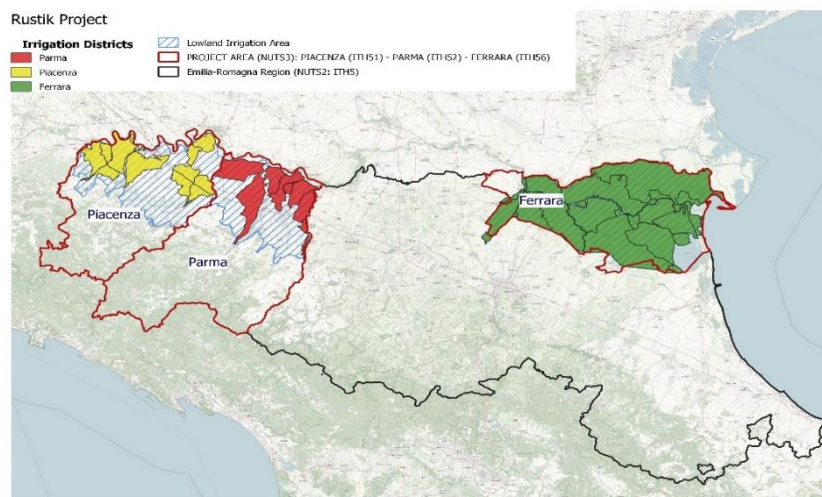 Rustik Project
Irrigation Districts
Parma
Piacenza
Ferrara
Lowland Irrigation Area
PROJECT AREA (NUTS3): PIACENZA (ITH51) - PARMA (ITH52) - FERRARA (ITH56)
Emilia-Romagna Region (NUTS2: ITH5)
Piacenza
Parma
Ferrara